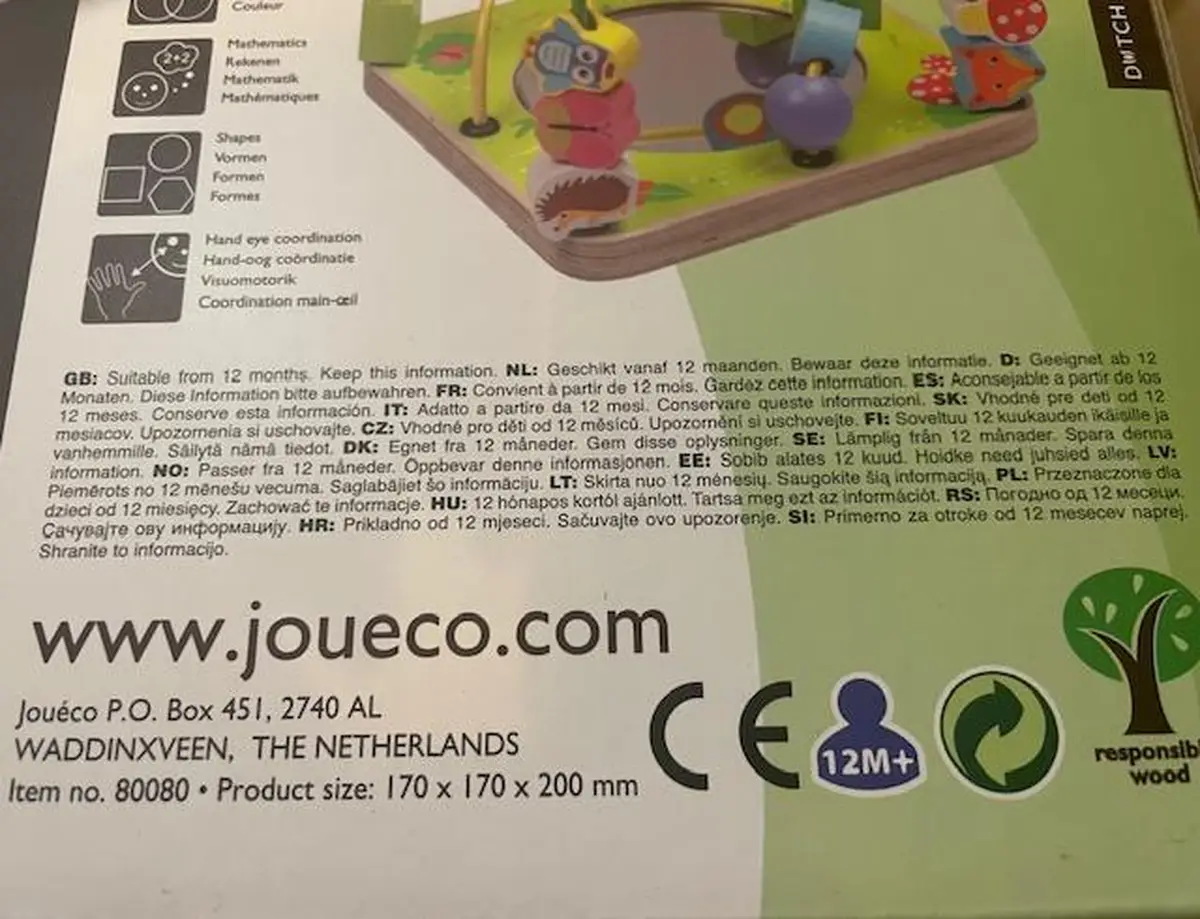 Couleur
2+2
Mathematics
Rekenen
Mathematik
Mathématiques
Shapes
Vormen
Formen
Formes
Hand eye coordination
Hand-oog coördinatie
Visuomotorik
Coordination main-œil
GB: Suitable from 12 months. Keep this information. NL: Geschikt vanaf 12 maanden. Bewaar deze informatie. D: Geeignet ab 12
Monaten. Diese Information bitte aufbewahren. FR: Convient à partir de 12 mois. Gardez cette information. ES: Aconsejable a partir de los
12 meses. Conserve esta información. IT: Adatto a partire da 12 mesi. Conservare queste informazioni. SK: Vhodné pre deti od 12
mesiacov. Upozornenia si uschovajte. CZ: Vhodné pro děti od 12 měsíců. Upozornění si uschovejte. FI: Soveltuu 12 kuukauden ikäisille ja
vanhemmille. Säilytä nämä tiedot. DK: Egnet fra 12 måneder. Gem disse oplysninger. SE: Lämplig från 12 månader. Spara denna
information. NO: Passer fra 12 måneder. Oppbevar denne informasjonen. EE: Sobib alates 12 kuud. Hoidke need juhsied alles. LV:
Piemērots no 12 mēnešu vecuma. Saglabājiet šo informāciju. LT: Skirta nuo 12 mėnesių. Saugokite šią informaciją. PL: Przeznaczone dla
dzieci od 12 miesięcy. Zachować te informacje. HU: 12 hónapos kortól ajánlott. Tartsa meg ezt az információt. RS: Погодно од 12 месеци.
Сачувајте ову информацију. HR: Prikladno od 12 mjeseci. Sačuvajte ovo upozorenje. SI: Primerno za otroke od 12 mesecev naprej.
Shranite to informacijo.
www.joueco.com
Jouéco P.O. Box 451, 2740 AL
WADDINXVEEN, THE NETHERLANDS
Item no. 80080 • Product size: 170 x 170 x 200 mm
CE
12M+
responsibl
wood
DUTCH